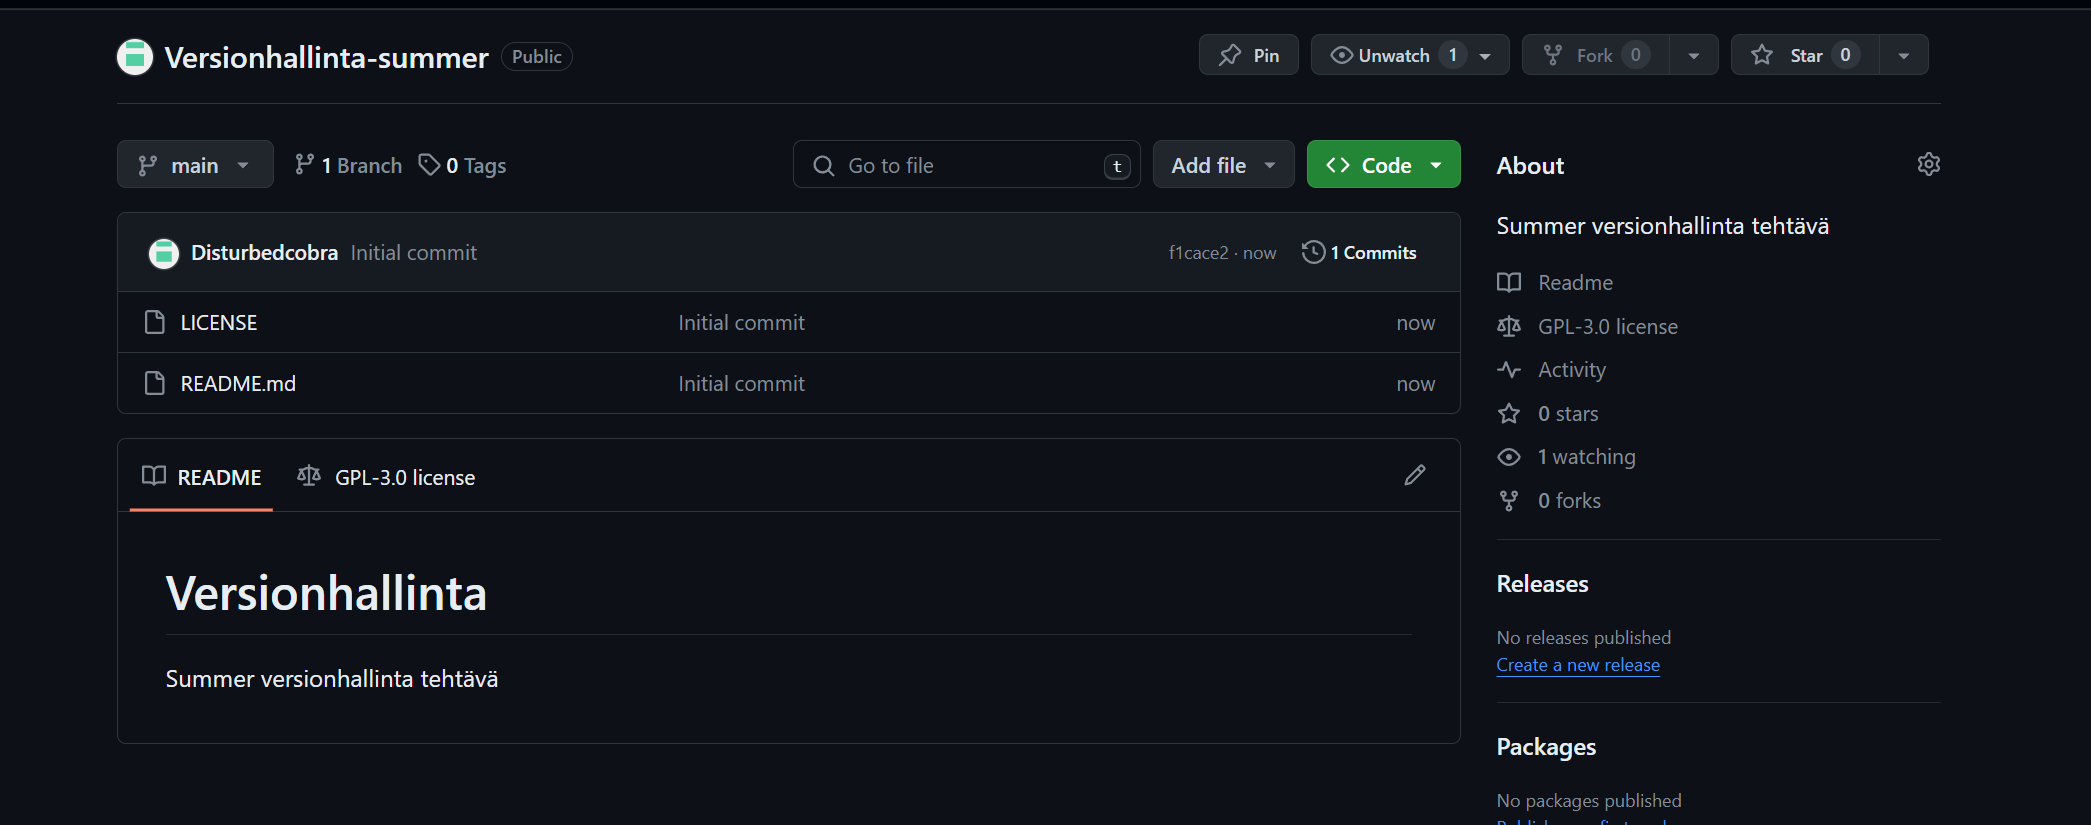 Versionhallinta-summer Public
Pin
Unwatch 1
Fork 0
Star 0
main
1 Branch
0 Tags
Go to file t
Add file
Code
Disturbedcobra Initial commit f1cace2 · now 1 Commits
LICENSE Initial commit now
README.md Initial commit now
README GPL-3.0 license
Versionhallinta
Summer versionhallinta tehtävä
About
Summer versionhallinta tehtävä
Readme
GPL-3.0 license
Activity
0 stars
1 watching
0 forks
Releases
No releases published
Create a new release
Packages
No packages published